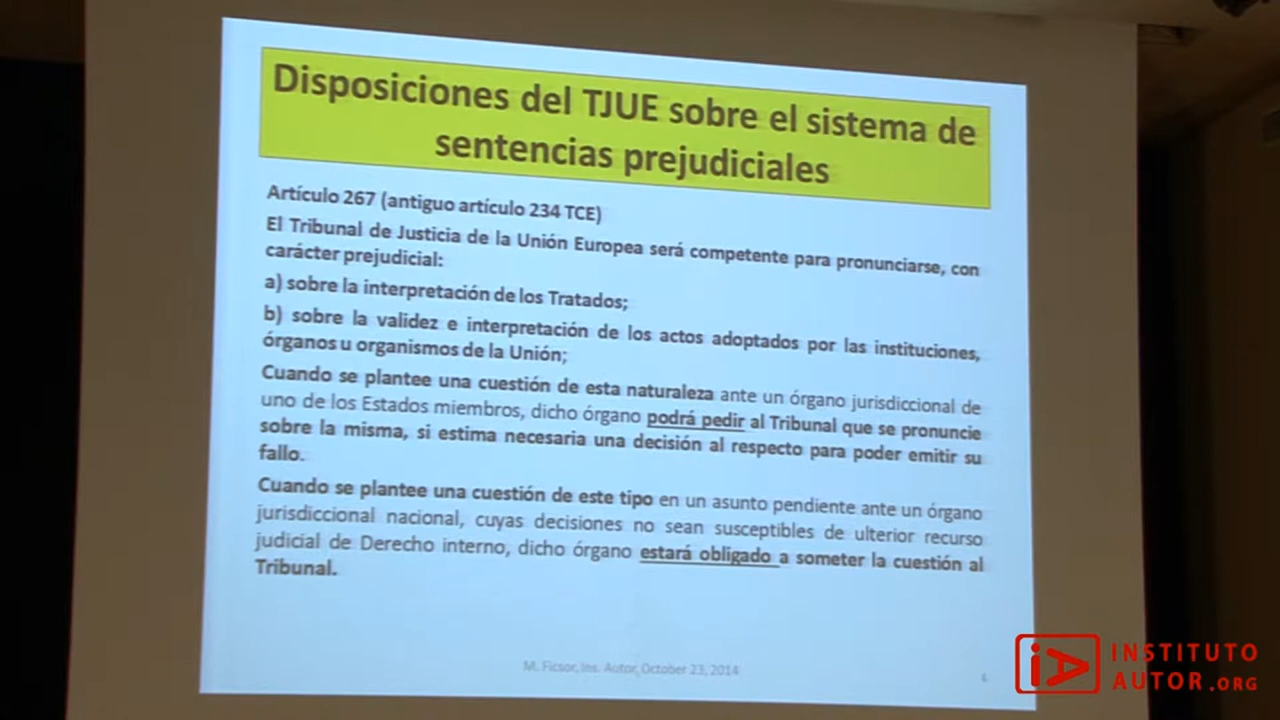 Disposiciones del TJUE sobre el sistema de
sentencias prejudiciales
Artículo 267 (antiguo artículo 234 TCE)
El Tribunal de Justicia de la Unión Europea será competente para pronunciarse, con
carácter prejudicial:
a) sobre la interpretación de los Tratados;
b) sobre la validez e interpretación de los actos adoptados por las instituciones,
órganos u organismos de la Unión;
Cuando se plantee una cuestión de esta naturaleza ante un órgano jurisdiccional de
uno de los Estados miembros, dicho órgano podrá pedir al Tribunal que se pronuncie
sobre la misma, si estima necesaria una decisión al respecto para poder emitir su
fallo.
Cuando se plantee una cuestión de este tipo en un asunto pendiente ante un órgano
jurisdiccional nacional, cuyas decisiones no sean susceptibles de ulterior recurso
judicial de Derecho interno, dicho órgano estará obligado a someter la cuestión al
Tribunal.
M. Ficsor, Ins. Autor, October 23, 2014
iA INSTITUTO
AUTOR.ORG